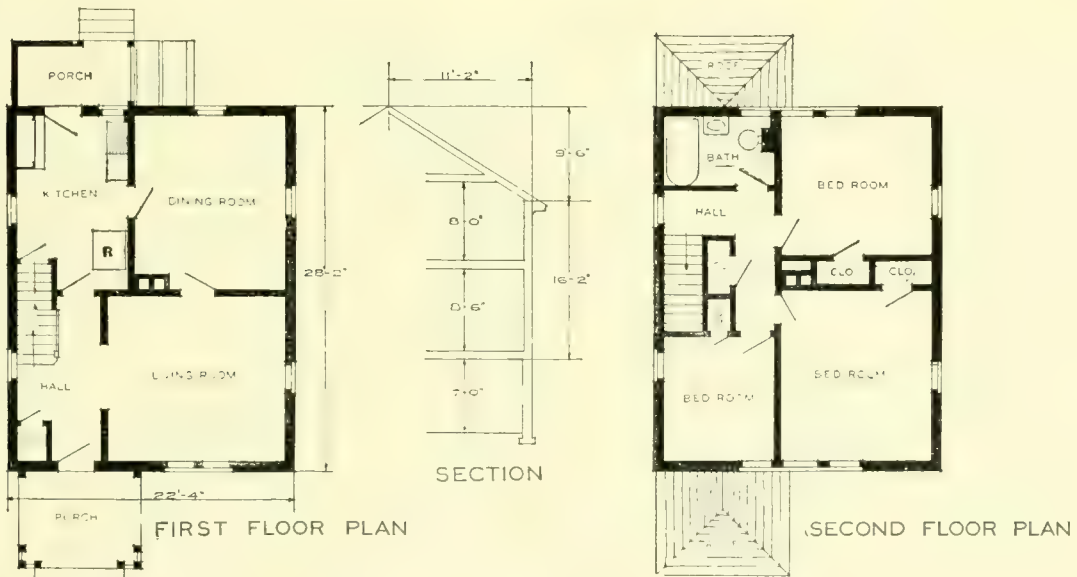 PORCH
KITCHEN
DINING ROOM
R
28'-0"
HALL
LIVING ROOM
22'-4"
PORCH
FIRST FLOOR PLAN
11'-2"
9'-6"
8'-0"
16'-2"
8'-6"
7'-0"
SECTION
ROOF
BATH
BED ROOM
HALL
CLO.
CLO.
BED ROOM
BED ROOM
SECOND FLOOR PLAN